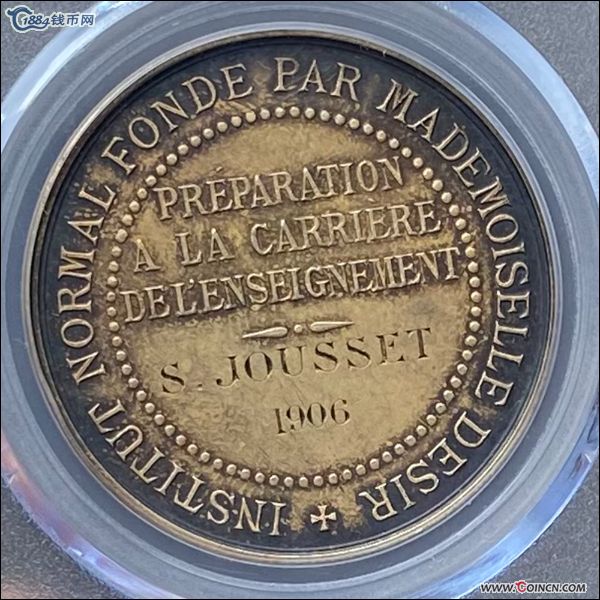 1884钱币网
INSTITUT NORMAL FONDE PAR MADEMOISELLE DESIR
PRÉPARATION
A LA CARRIÈRE
DE L'ENSEIGNEMENT
S. JOUSSET
1906
WWW.COINCN.COM